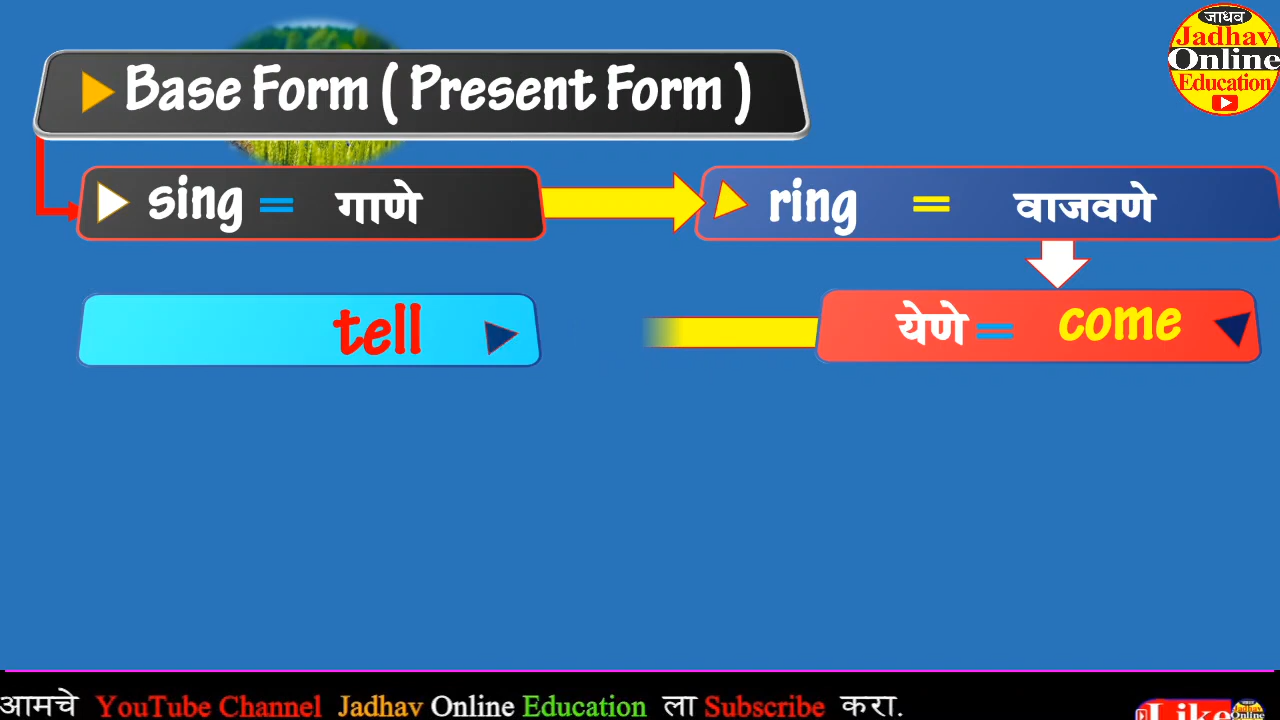 जाधव
Jadhav
Online
Education
Base Form ( Present Form )
sing = गाणे
ring = वाजवणे
येणे = come
tell
आमचे YouTube Channel Jadhav Online Education ला Subscribe करा.
Like